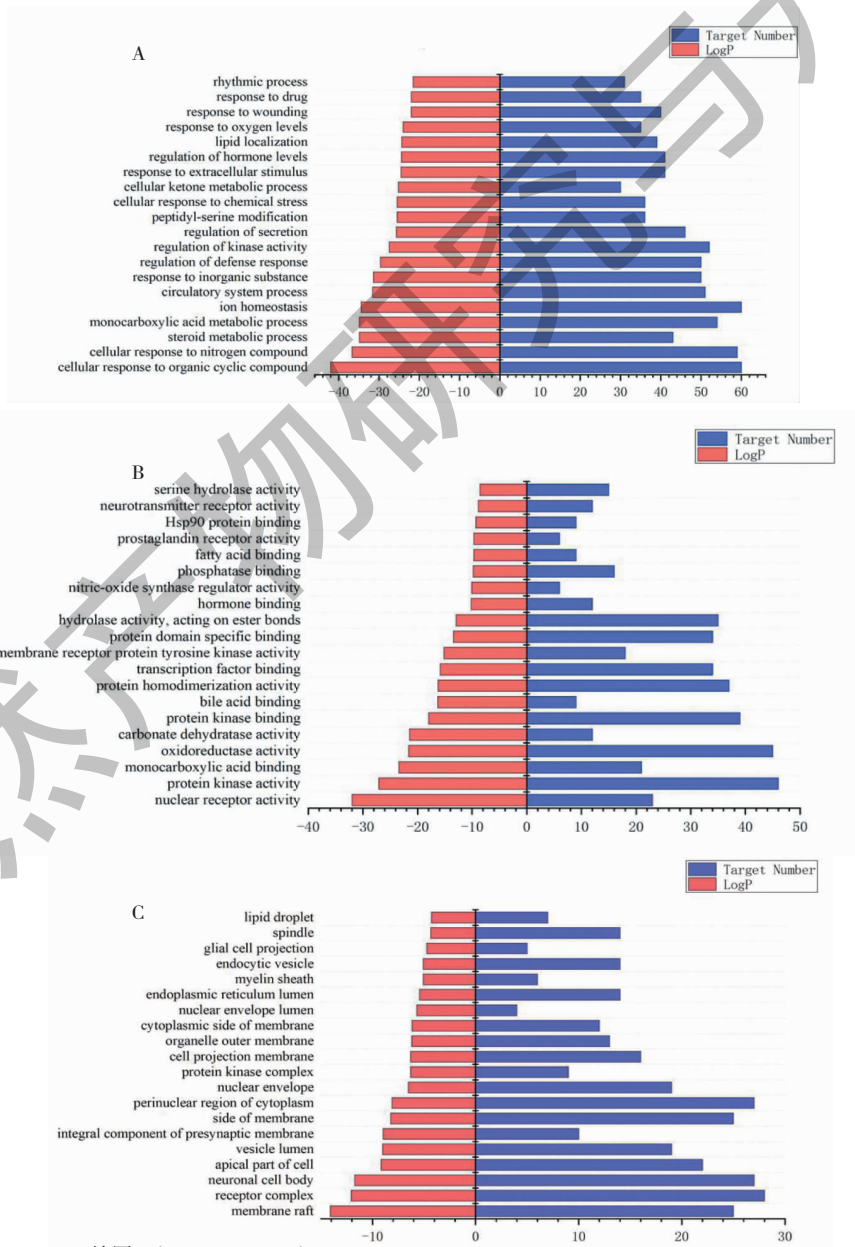 A
Target Number
LogP
rhythmic process
response to drug
response to wounding
response to oxygen levels
lipid localization
regulation of hormone levels
response to extracellular stimulus
cellular ketone metabolic process
cellular response to chemical stress
peptidyl-serine modification
regulation of secretion
regulation of kinase activity
regulation of defense response
response to inorganic substance
circulatory system process
ion homeostasis
monocarboxylic acid metabolic process
steroid metabolic process
cellular response to nitrogen compound
cellular response to organic cyclic compound
-40 -30 -20 -10 0 10 20 30 40 50 60
B
Target Number
LogP
serine hydrolase activity
neurotransmitter receptor activity
Hsp90 protein binding
prostaglandin receptor activity
fatty acid binding
phosphatase binding
nitric-oxide synthase regulator activity
hormone binding
hydrolase activity, acting on ester bonds
protein domain specific binding
membrane receptor protein tyrosine kinase activity
transcription factor binding
protein homodimerization activity
bile acid binding
protein kinase binding
carbonate dehydratase activity
oxidoreductase activity
monocarboxylic acid binding
protein kinase activity
nuclear receptor activity
-40 -30 -20 -10 0 10 20 30 40 50
C
Target Number
LogP
lipid droplet
spindle
glial cell projection
endocytic vesicle
myelin sheath
endoplasmic reticulum lumen
nuclear envelope lumen
cytoplasmic side of membrane
organelle outer membrane
cell projection membrane
protein kinase complex
nuclear envelope
perinuclear region of cytoplasm
side of membrane
integral component of presynaptic membrane
vesicle lumen
apical part of cell
neuronal cell body
receptor complex
membrane raft
-10 0 10 20 30
然产物研究与